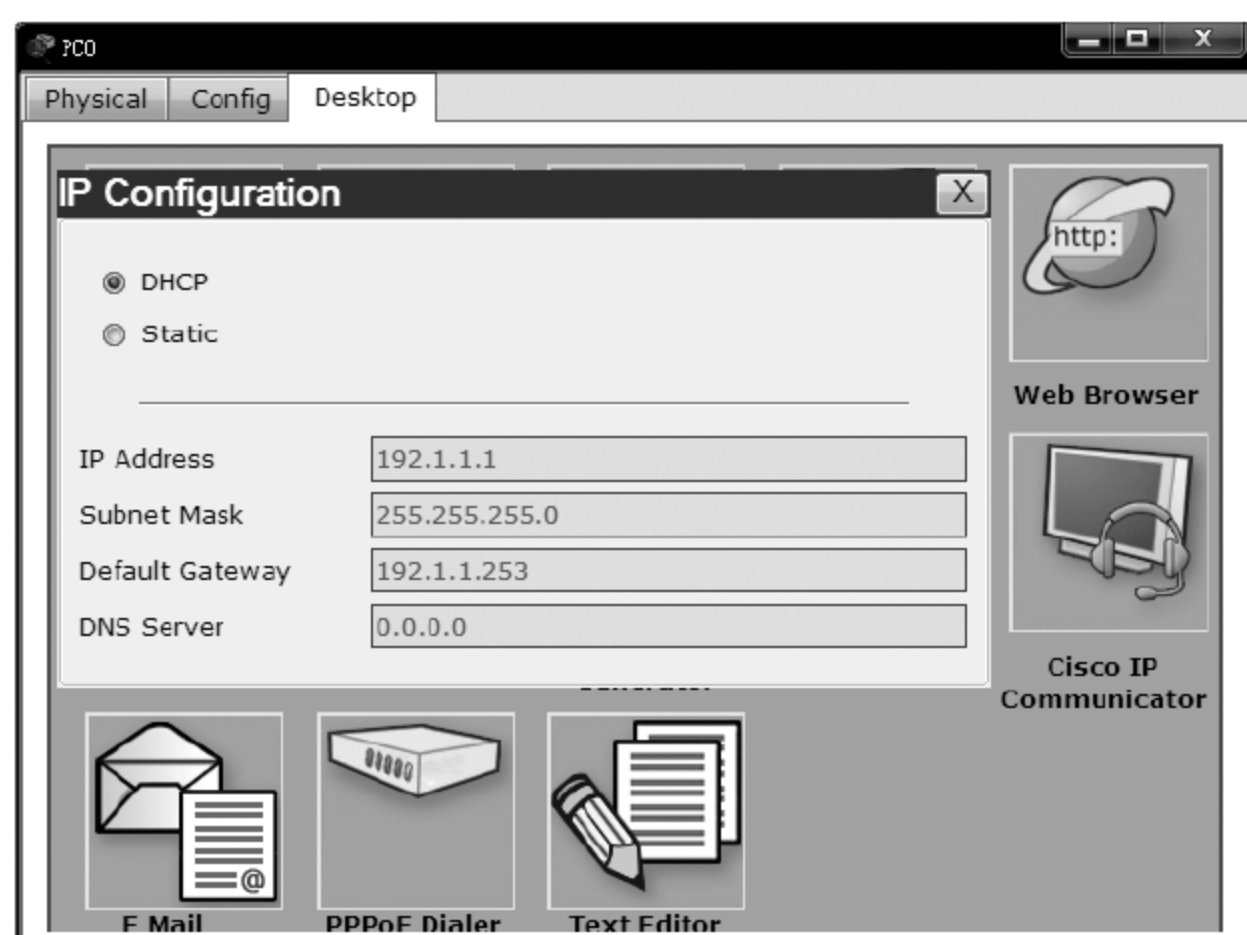 PC0
Physical Config Desktop
IP Configuration X
http:
DHCP
Static
Web Browser
IP Address 192.1.1.1
Subnet Mask 255.255.255.0
Default Gateway 192.1.1.253
DNS Server 0.0.0.0
Cisco IP
Communicator
@
E Mail PPPoE Dialer Text Editor